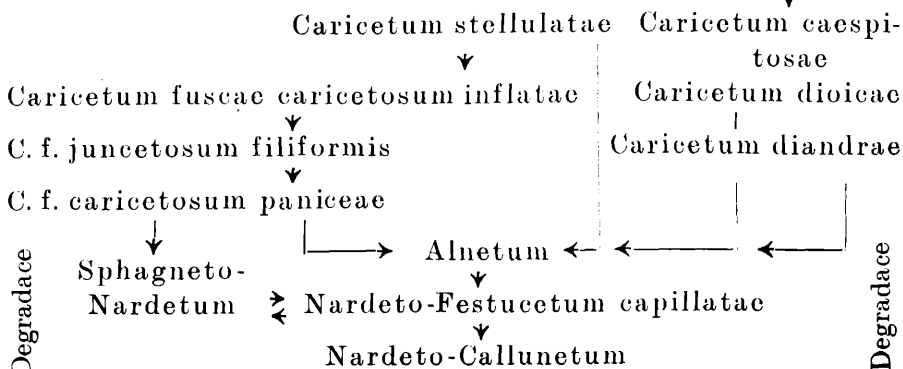 Caricetum stellulatae Caricetum caespi-
tosae
Caricetum fuscae caricetosum inflatae Caricetum dioicae
C. f. juncetosum filiformis Caricetum diandrae
C. f. caricetosum paniceae
Alnetum
Sphagneto-
Nardetum Nardeto-Festucetum capillatae
Nardeto-Callunetum
Degradace
Degradace